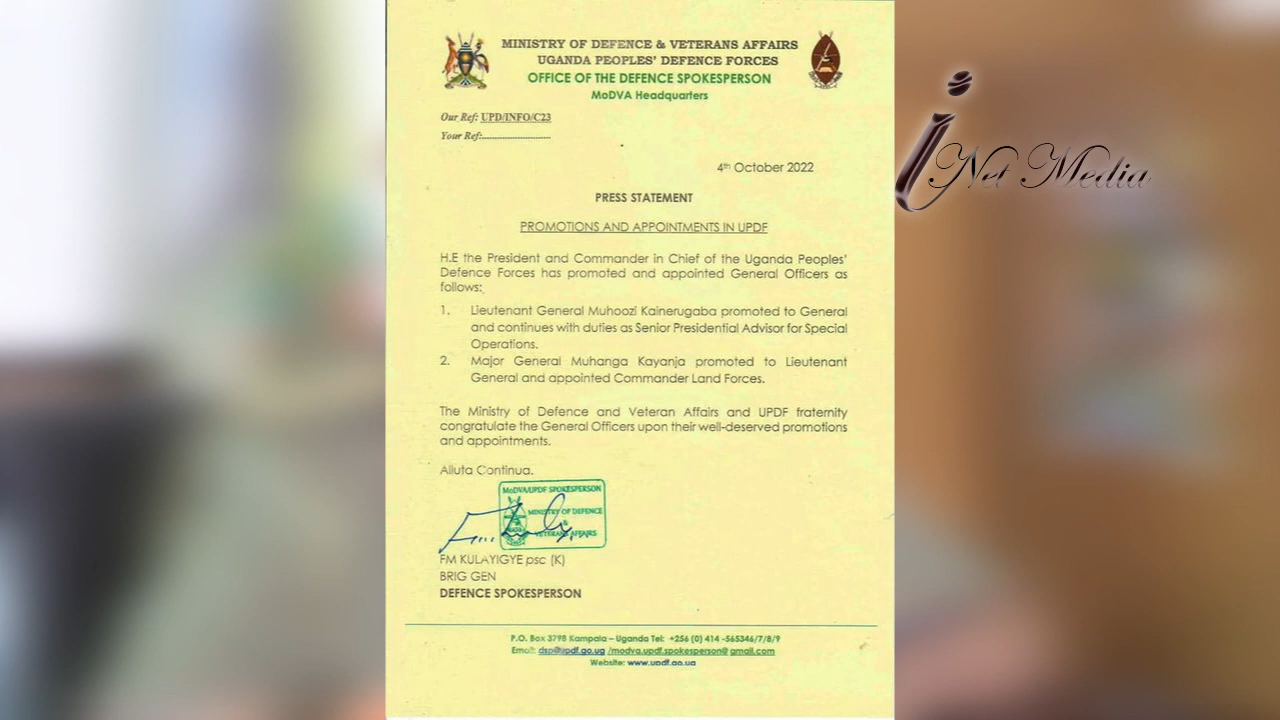 MINISTRY OF DEFENCE & VETERANS AFFAIRS
UGANDA PEOPLES' DEFENCE FORCES
OFFICE OF THE DEFENCE SPOKESPERSON
MoDVA Headquarters
Our Ref: UPD/INFO/C23
Your Ref:........................
4th October 2022
i Net Media
PRESS STATEMENT
PROMOTIONS AND APPOINTMENTS IN UPDF
H.E the President and Commander in Chief of the Uganda Peoples'
Defence Forces has promoted and appointed General Officers as
follows:
1. Lieutenant General Muhoozi Kainerugaba promoted to General
and continues with duties as Senior Presidential Advisor for Special
Operations.
2. Major General Muhanga Kayanja promoted to Lieutenant
General and appointed Commander Land Forces.
The Ministry of Defence and Veteran Affairs and UPDF fraternity
congratulate the General Officers upon their well-deserved promotions
and appointments.
Alluta Continua.
MoDVA/UPDF SPOKESPERSON
MINISTRY OF DEFENCE
&
VETERANS AFFAIRS
FM KULAYIGYE psc (K)
BRIG GEN
DEFENCE SPOKESPERSON
P.O. Box 3798 Kampala – Uganda Tel: +256 (0) 414 -565346/7/8/9
Email: dsp@updf.go.ug /modva.updf.spokesperson@gmail.com
Website: www.updf.go.ug